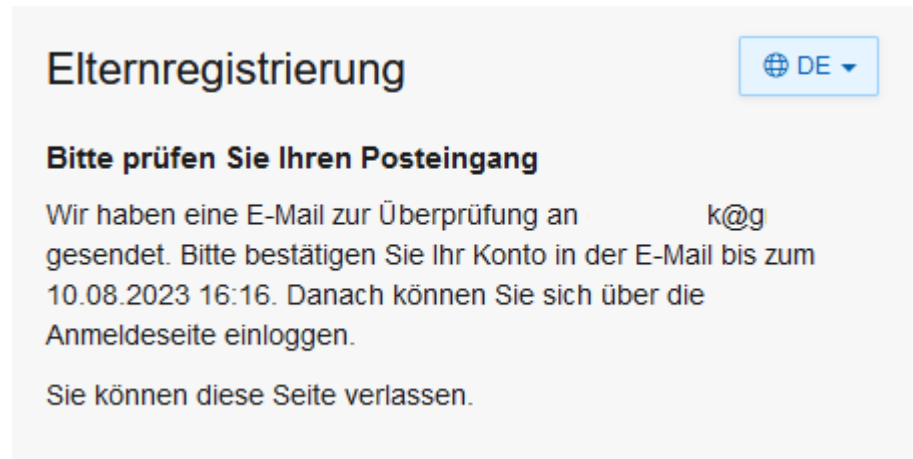 Elternregistrierung
DE
Bitte prüfen Sie Ihren Posteingang
Wir haben eine E-Mail zur Überprüfung an k@g
gesendet. Bitte bestätigen Sie Ihr Konto in der E-Mail bis zum
10.08.2023 16:16. Danach können Sie sich über die
Anmeldeseite einloggen.
Sie können diese Seite verlassen.